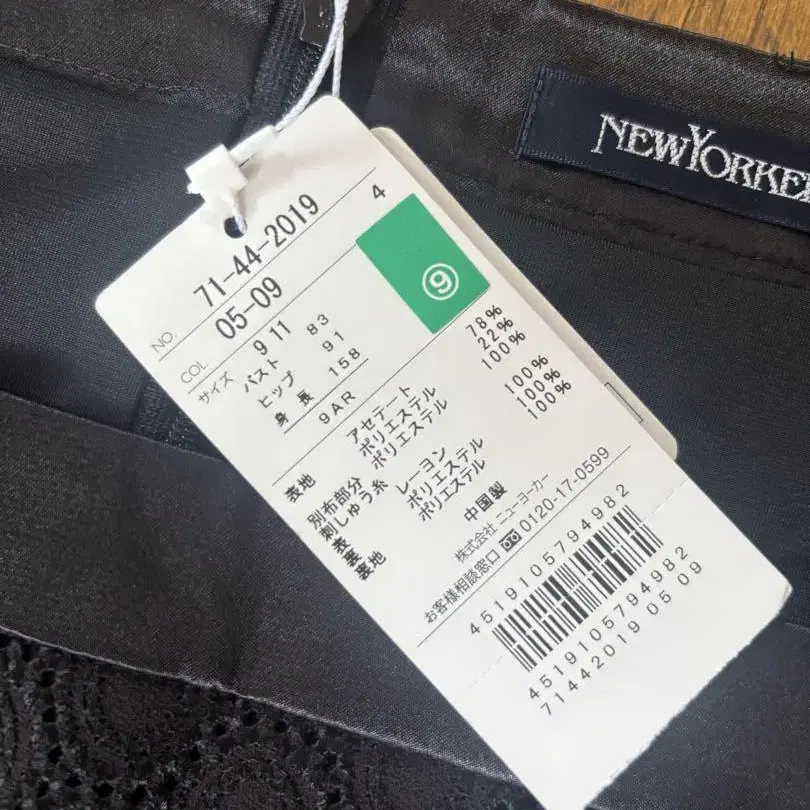 NEWYORKER
NO. 71-44-2019 4
COL. 05-09 ⑨
サイズ 9 11
バスト 83
ヒップ 91
身長 158
9AR
表地 アセテート 78%
ポリエステル 22%
別布部分 ポリエステル 100%
刺しゅう糸 レーヨン 100%
表裏 ポリエステル 100%
裏地 ポリエステル 100%
中国製
株式会社 ニューヨーカー
お客様相談窓口 0120-17-0599
4519105794982
4519105794982
71442019 05 09